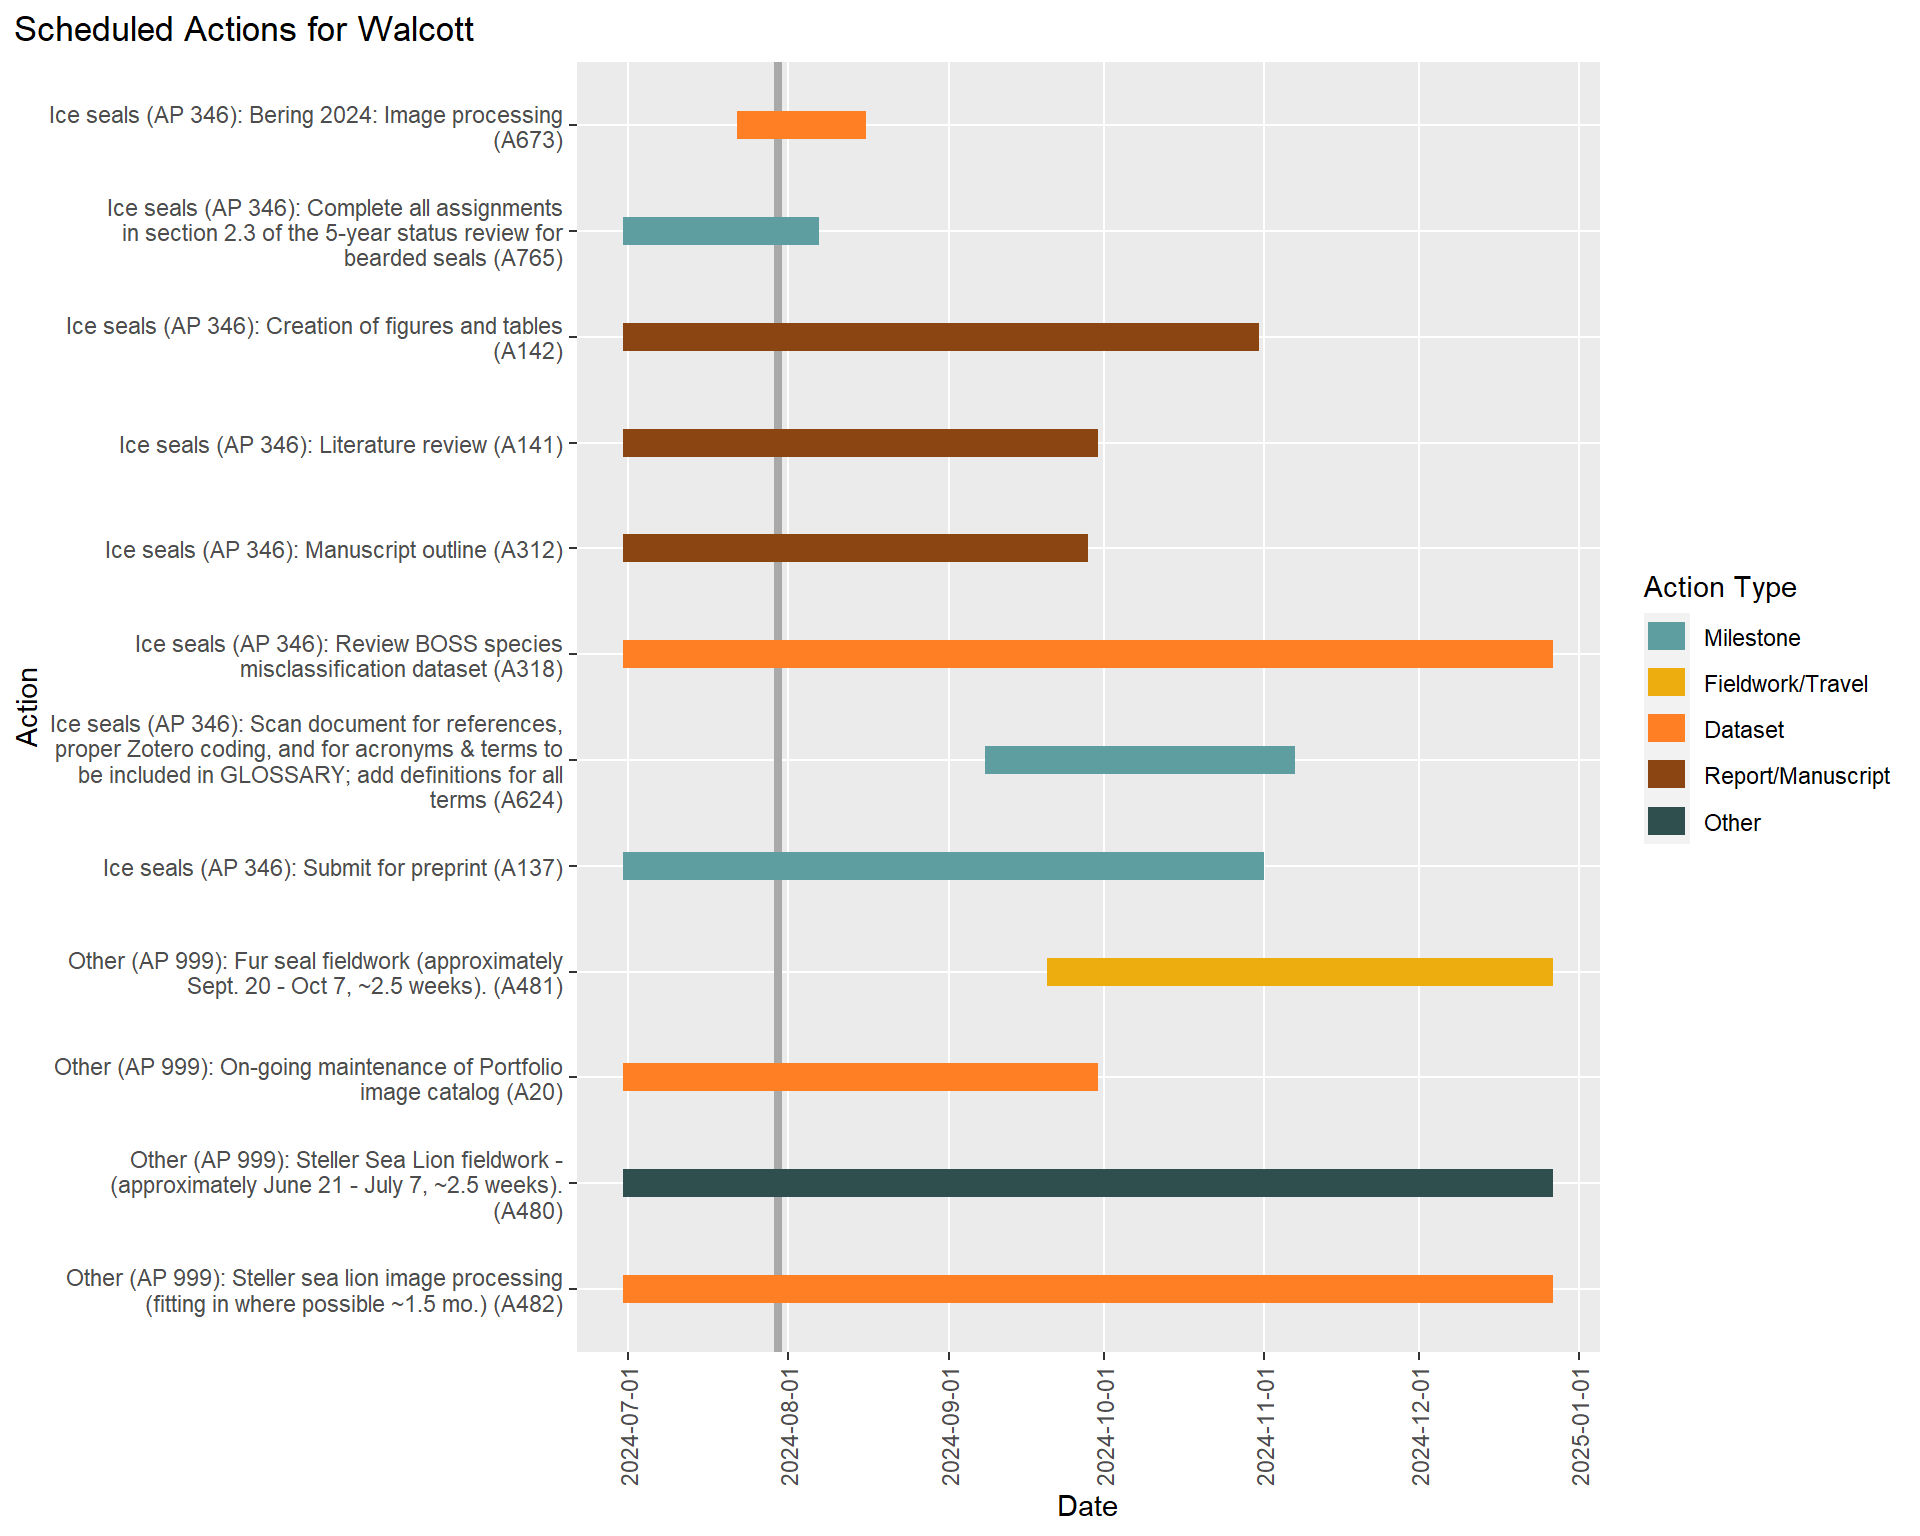 Scheduled Actions for Walcott
Ice seals (AP 346): Bering 2024: Image processing
(A673)
Ice seals (AP 346): Complete all assignments
in section 2.3 of the 5-year status review for
bearded seals (A765)
Ice seals (AP 346): Creation of figures and tables
(A142)
Ice seals (AP 346): Literature review (A141)
Ice seals (AP 346): Manuscript outline (A312)
Ice seals (AP 346): Review BOSS species
misclassification dataset (A318)
Ice seals (AP 346): Scan document for references,
proper Zotero coding, and for acronyms & terms to
be included in GLOSSARY; add definitions for all
terms (A624)
Ice seals (AP 346): Submit for preprint (A137)
Other (AP 999): Fur seal fieldwork (approximately
Sept. 20 - Oct 7, ~2.5 weeks). (A481)
Other (AP 999): On-going maintenance of Portfolio
image catalog (A20)
Other (AP 999): Steller Sea Lion fieldwork -
(approximately June 21 - July 7, ~2.5 weeks).
(A480)
Other (AP 999): Steller sea lion image processing
(fitting in where possible ~1.5 mo.) (A482)
Action
2024-07-01
2024-08-01
2024-09-01
2024-10-01
2024-11-01
2024-12-01
2025-01-01
Date
Action Type
Milestone
Fieldwork/Travel
Dataset
Report/Manuscript
Other